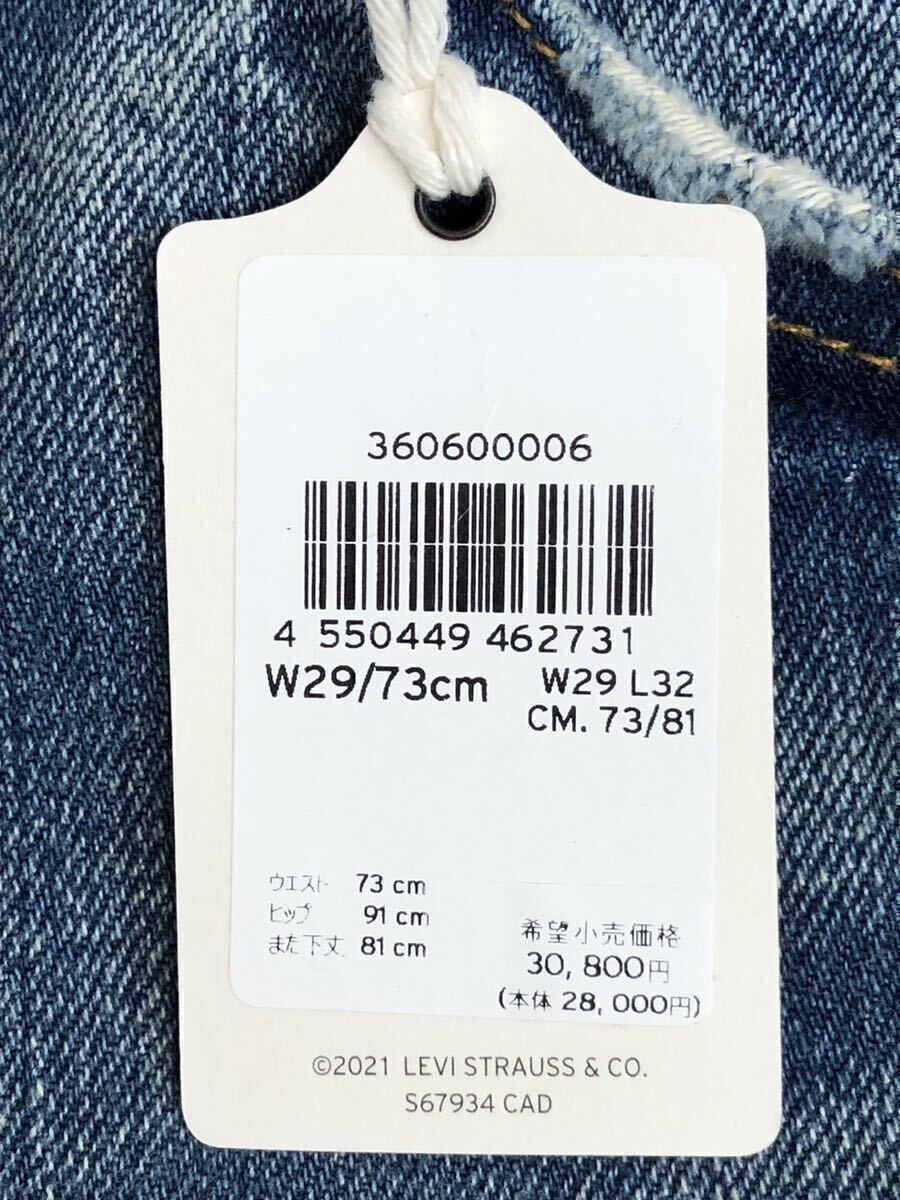 360600006
4 550449 462731
W29/73cm
W29 L32
CM. 73/81
ウエスト 73 cm
ヒップ 91 cm
また下丈 81 cm
希望小売価格
30,800円
(本体 28,000円)
©2021 LEVI STRAUSS & CO.
S67934 CAD